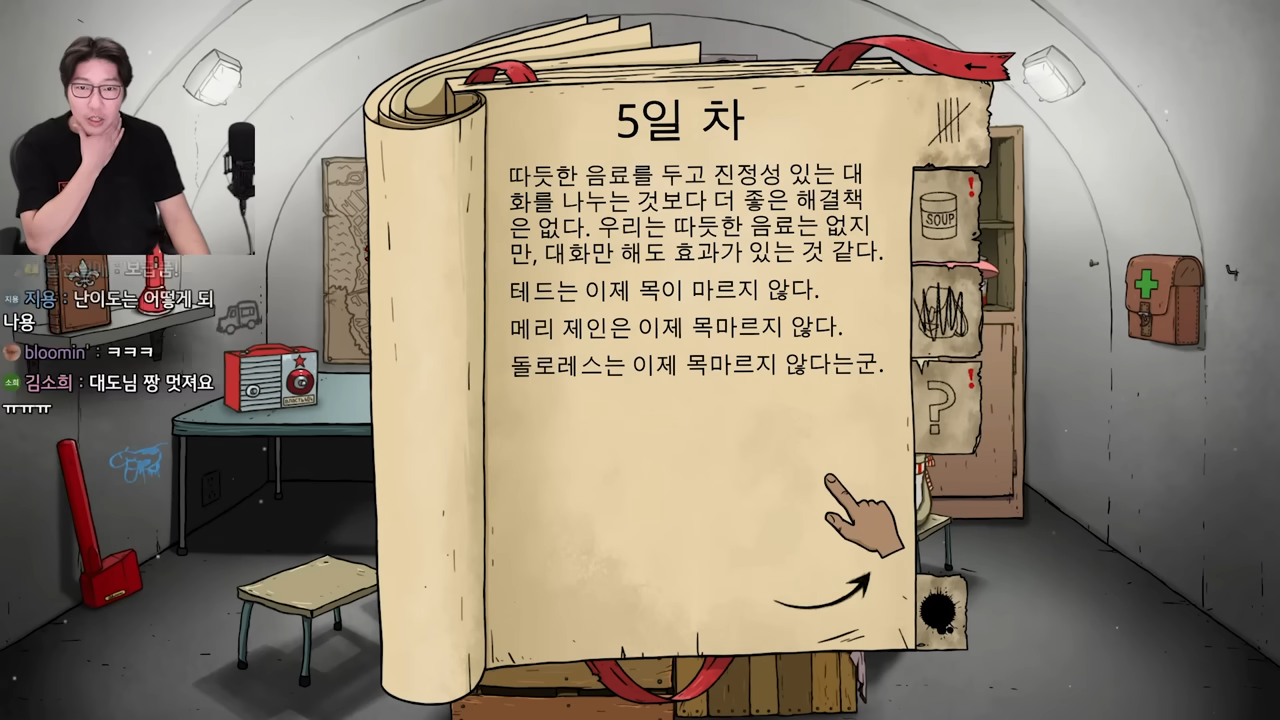 5일 차
따듯한 음료를 두고 진정성 있는 대
화를 나누는 것보다 더 좋은 해결책
은 없다. 우리는 따듯한 음료는 없지
만, 대화만 해도 효과가 있는 것 같다.
테드는 이제 목이 마르지 않다.
메리 제인은 이제 목마르지 않다.
돌로레스는 이제 목마르지 않다는군.
SOUP
!
?
!
지용 : 난이도는 어떻게 되
나용
bloomin' : ㅋㅋㅋ
소희 김소희 : 대도님 짱 멋져요
ㅠㅠㅠ